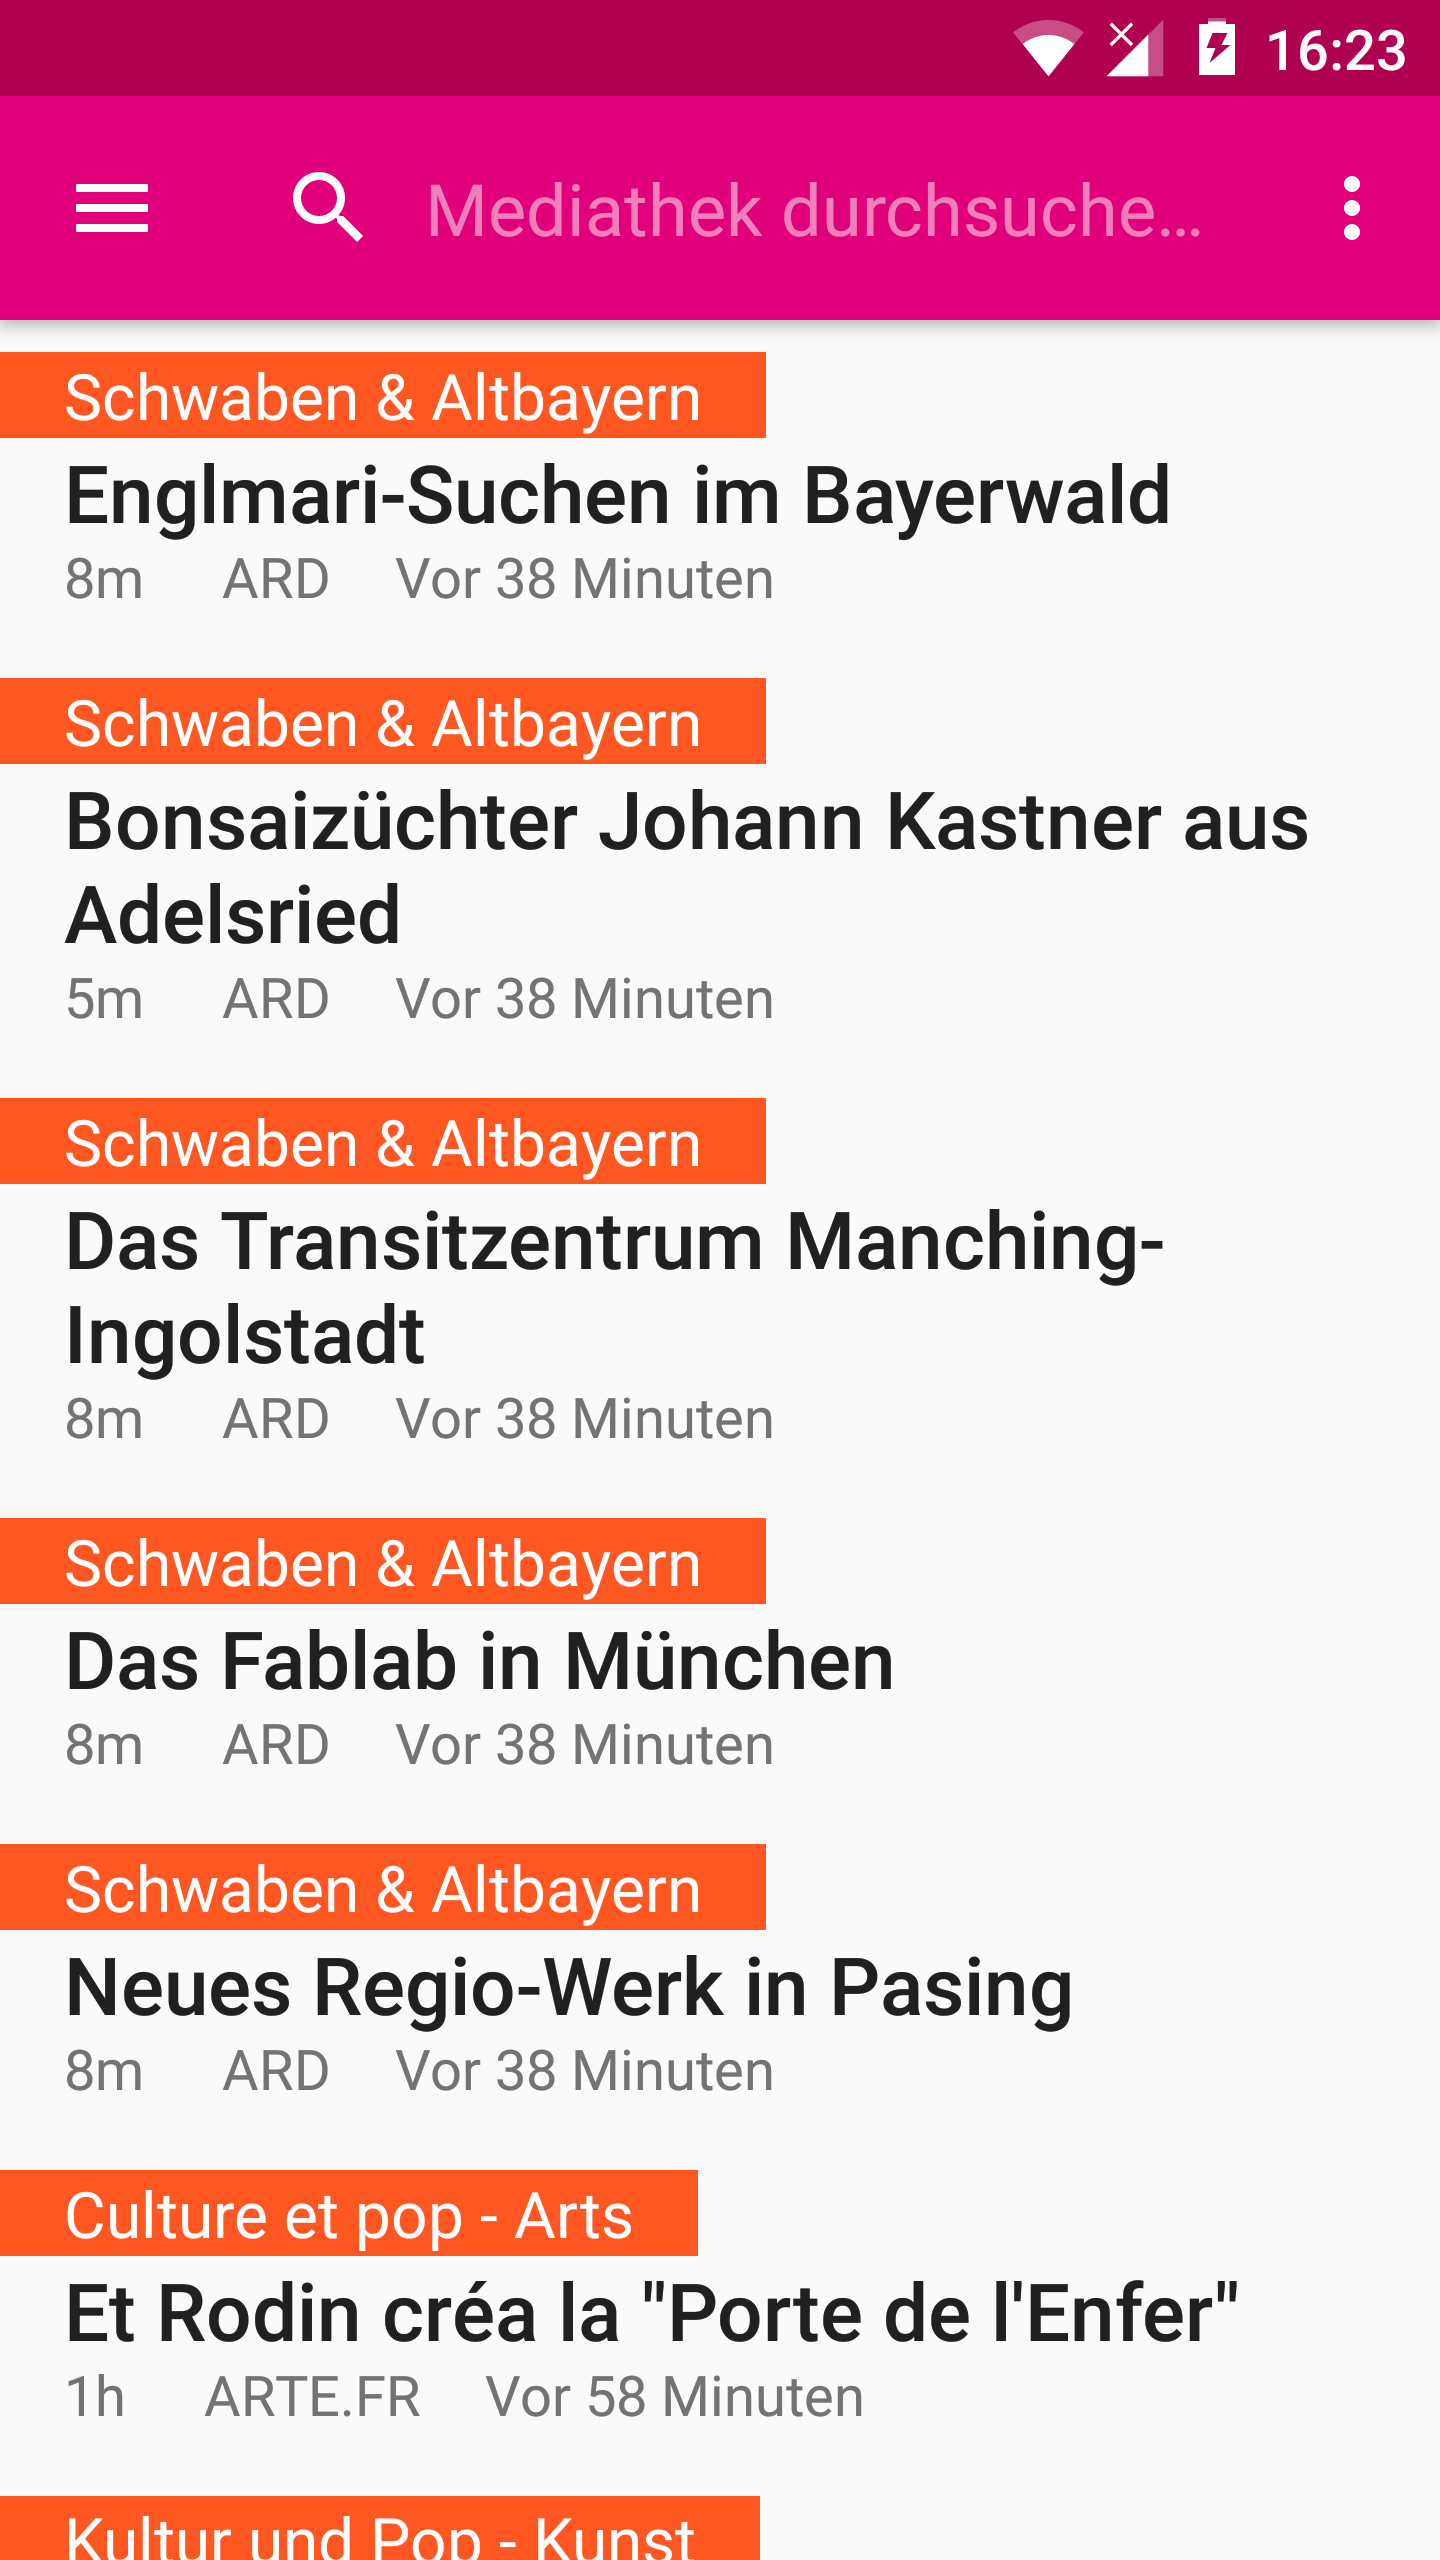 16:23
Mediathek durchsuche…
Schwaben & Altbayern
Englmari-Suchen im Bayerwald
8m ARD Vor 38 Minuten
Schwaben & Altbayern
Bonsaizüchter Johann Kastner aus
Adelsried
5m ARD Vor 38 Minuten
Schwaben & Altbayern
Das Transitzentrum Manching-
Ingolstadt
8m ARD Vor 38 Minuten
Schwaben & Altbayern
Das Fablab in München
8m ARD Vor 38 Minuten
Schwaben & Altbayern
Neues Regio-Werk in Pasing
8m ARD Vor 38 Minuten
Culture et pop - Arts
Et Rodin créa la "Porte de l'Enfer"
1h ARTE.FR Vor 58 Minuten
Kultur und Pop - Kunst